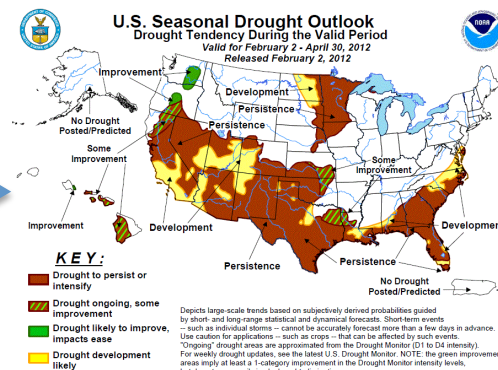 U.S. Seasonal Drought Outlook
Drought Tendency During the Valid Period
Valid for February 2 - April 30, 2012
Released February 2, 2012
NOAA
Improvement
Development
Persistence
No Drought
Posted/Predicted
Persistence
Some
Improvement
Some
Improvement
Improvement
Development
Development
Persistence
Persistence
No Drought
Posted/Predicted
KEY:
Drought to persist or
intensify
Drought ongoing, some
improvement
Drought likely to improve,
impacts ease
Drought development
likely
Depicts large-scale trends based on subjectively derived probabilities guided
by short- and long-range statistical and dynamical forecasts. Short-term events
-- such as individual storms -- cannot be accurately forecast more than a few days in advance.
Use caution for applications -- such as crops -- that can be affected by such events.
"Ongoing" drought areas are approximated from the Drought Monitor (D1 to D4 intensity).
For weekly drought updates, see the latest U.S. Drought Monitor. NOTE: the green improvement
areas imply at least a 1-category improvement in the Drought Monitor intensity levels,